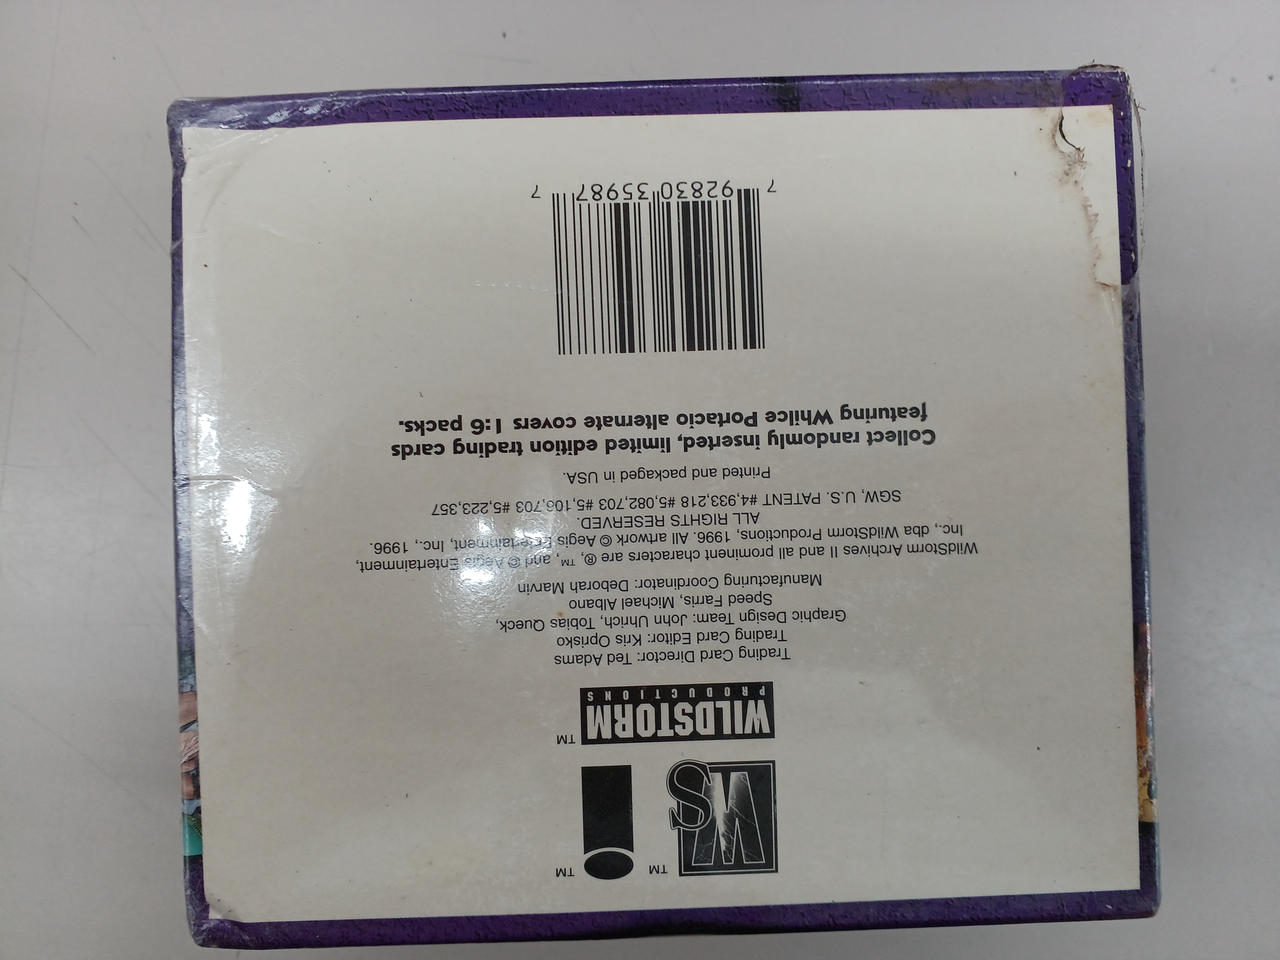 WS
TM
TM
WILDSTORM
PRODUCTIONS
TM
Trading Card Director: Ted Adams
Trading Card Editor: Kris Oprisko
Graphic Design Team: John Uhrich, Tobias Queck,
Speed Farris, Michael Albano
Manufacturing Coordinator: Deborah Marvin
WildStorm Archives II and all prominent characters are ®, ™, and © Aegis Entertainment,
Inc., dba WildStorm Productions, 1996. All artwork © Aegis Entertainment, Inc., 1996.
ALL RIGHTS RESERVED.
SGW, U.S. PATENT #4,933,218 #5,082,703 #5,106,703 #5,223,357
Printed and packaged in USA.
Collect randomly inserted, limited edition trading cards
featuring Whilce Portacio alternate covers 1:6 packs.
7 92830 35987 7